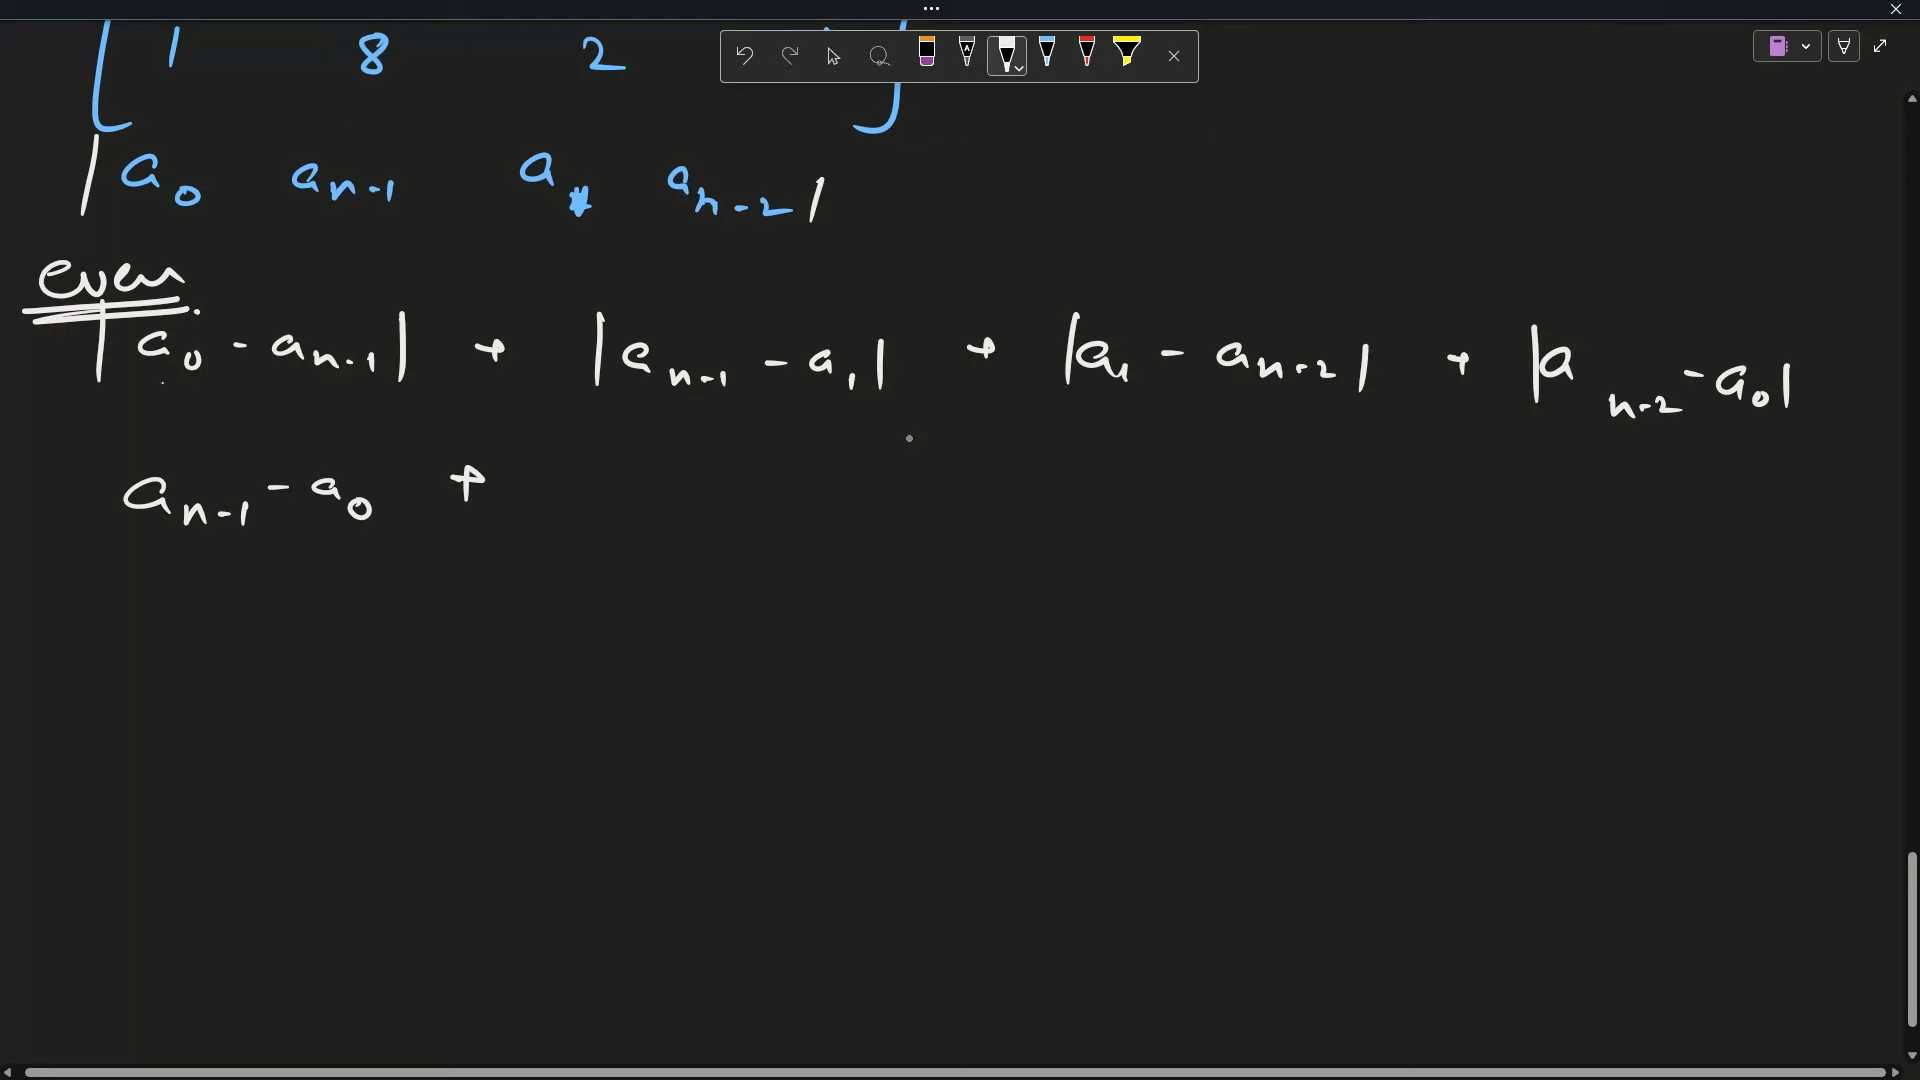 [ 1 8 2 ]
| a₀ aₙ₋₁ a aₙ₋₂ |
even
|a₀ - aₙ₋₁| + |aₙ₋₁ - a₁| + |a₁ - aₙ₋₂| + |aₙ₋₂ - a₀|
aₙ₋₁ - a₀ +